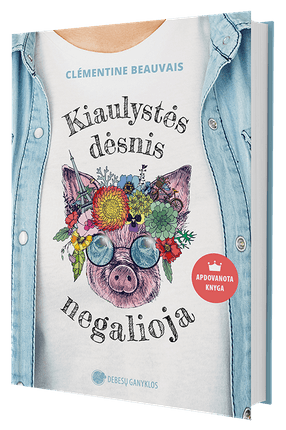 CLÉMENTINE BEAUVAIS
Kiaulystės
dėsnis
negalioja
APDOVANOTA
KNYGA
DEBESŲ GANYKLOS